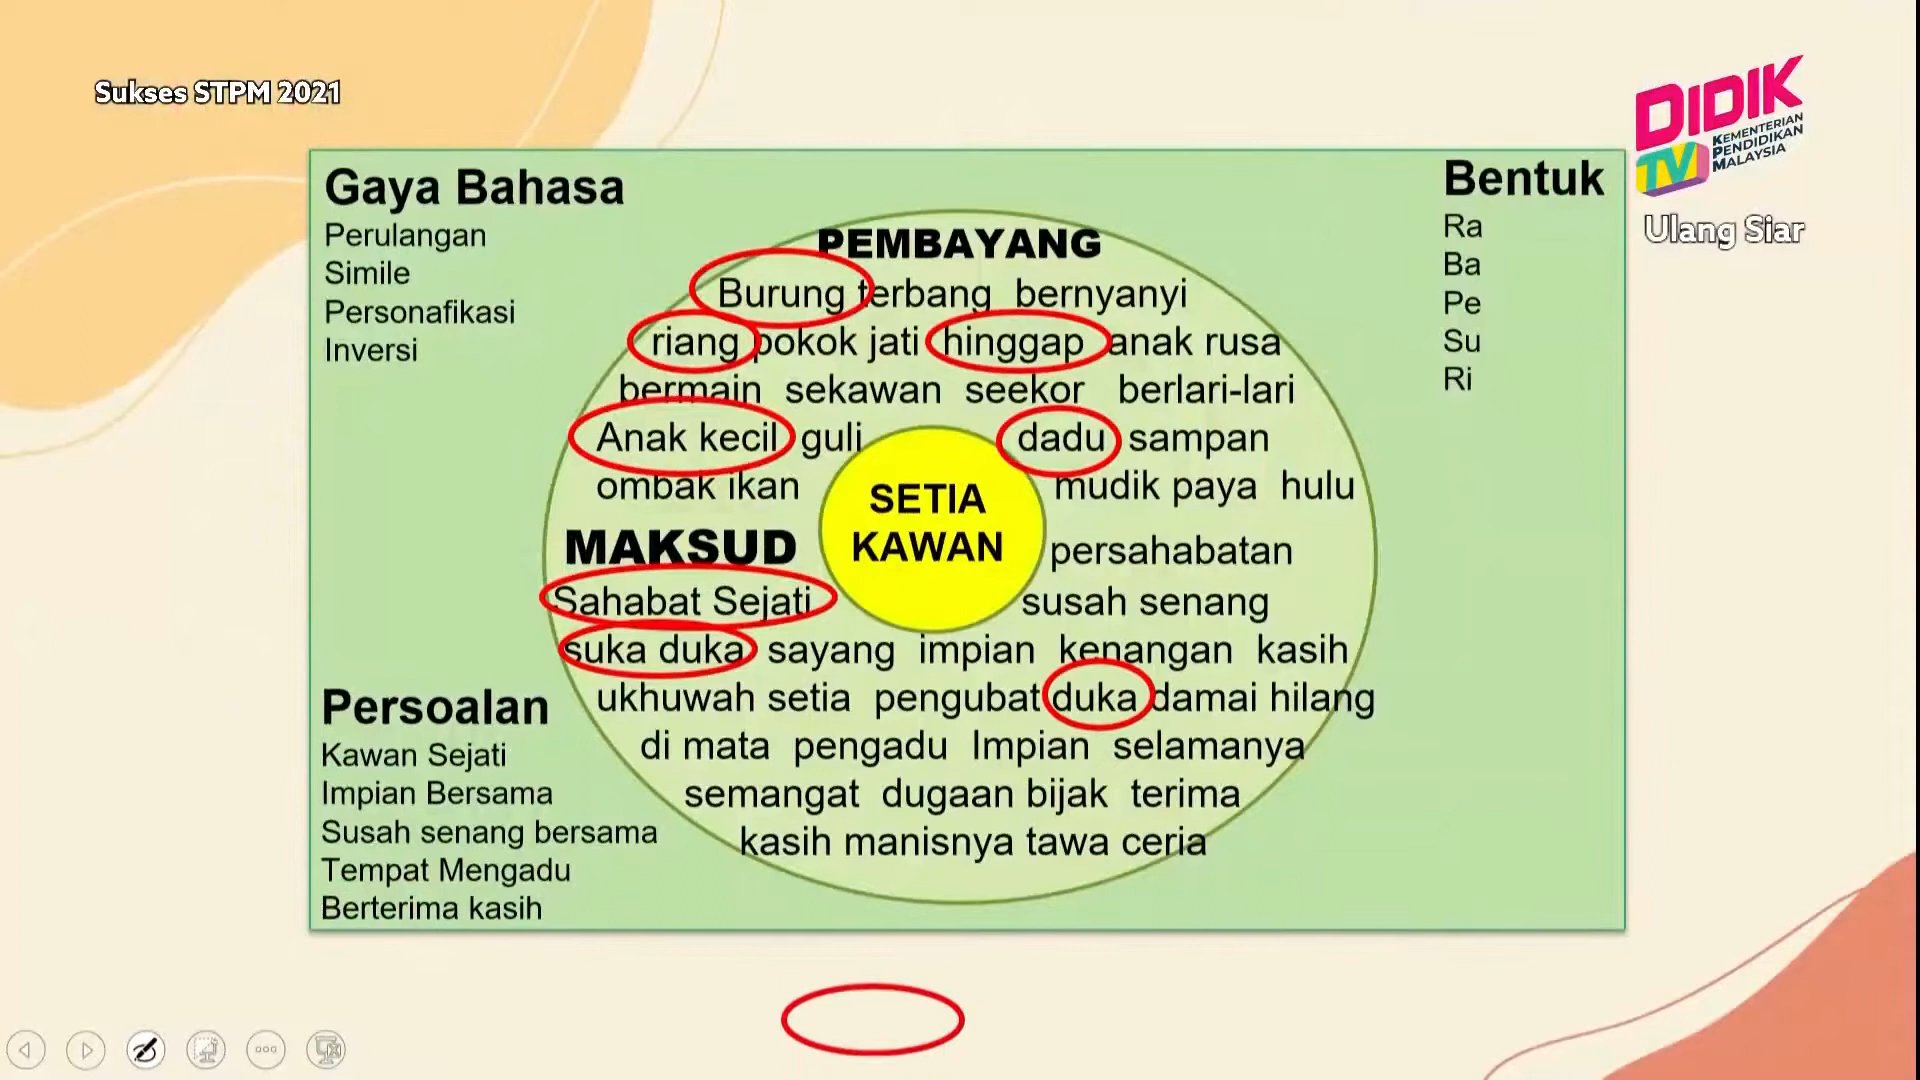 Sukses STPM 2021
DIDIK
TV
KEMENTERIAN
PENDIDIKAN
MALAYSIA
Ulang Siar
Gaya Bahasa
Perulangan
Simile
Personafikasi
Inversi
Bentuk
Ra
Ba
Pe
Su
Ri
PEMBAYANG
Burung terbang bernyanyi
riang pokok jati hinggap anak rusa
bermain sekawan seekor berlari-lari
Anak kecil guli dadu sampan
ombak ikan mudik paya hulu
SETIA
KAWAN
MAKSUD persahabatan
Sahabat Sejati susah senang
suka duka sayang impian kenangan kasih
ukhuwah setia pengubat duka damai hilang
di mata pengadu Impian selamanya
semangat dugaan bijak terima
kasih manisnya tawa ceria
Persoalan
Kawan Sejati
Impian Bersama
Susah senang bersama
Tempat Mengadu
Berterima kasih